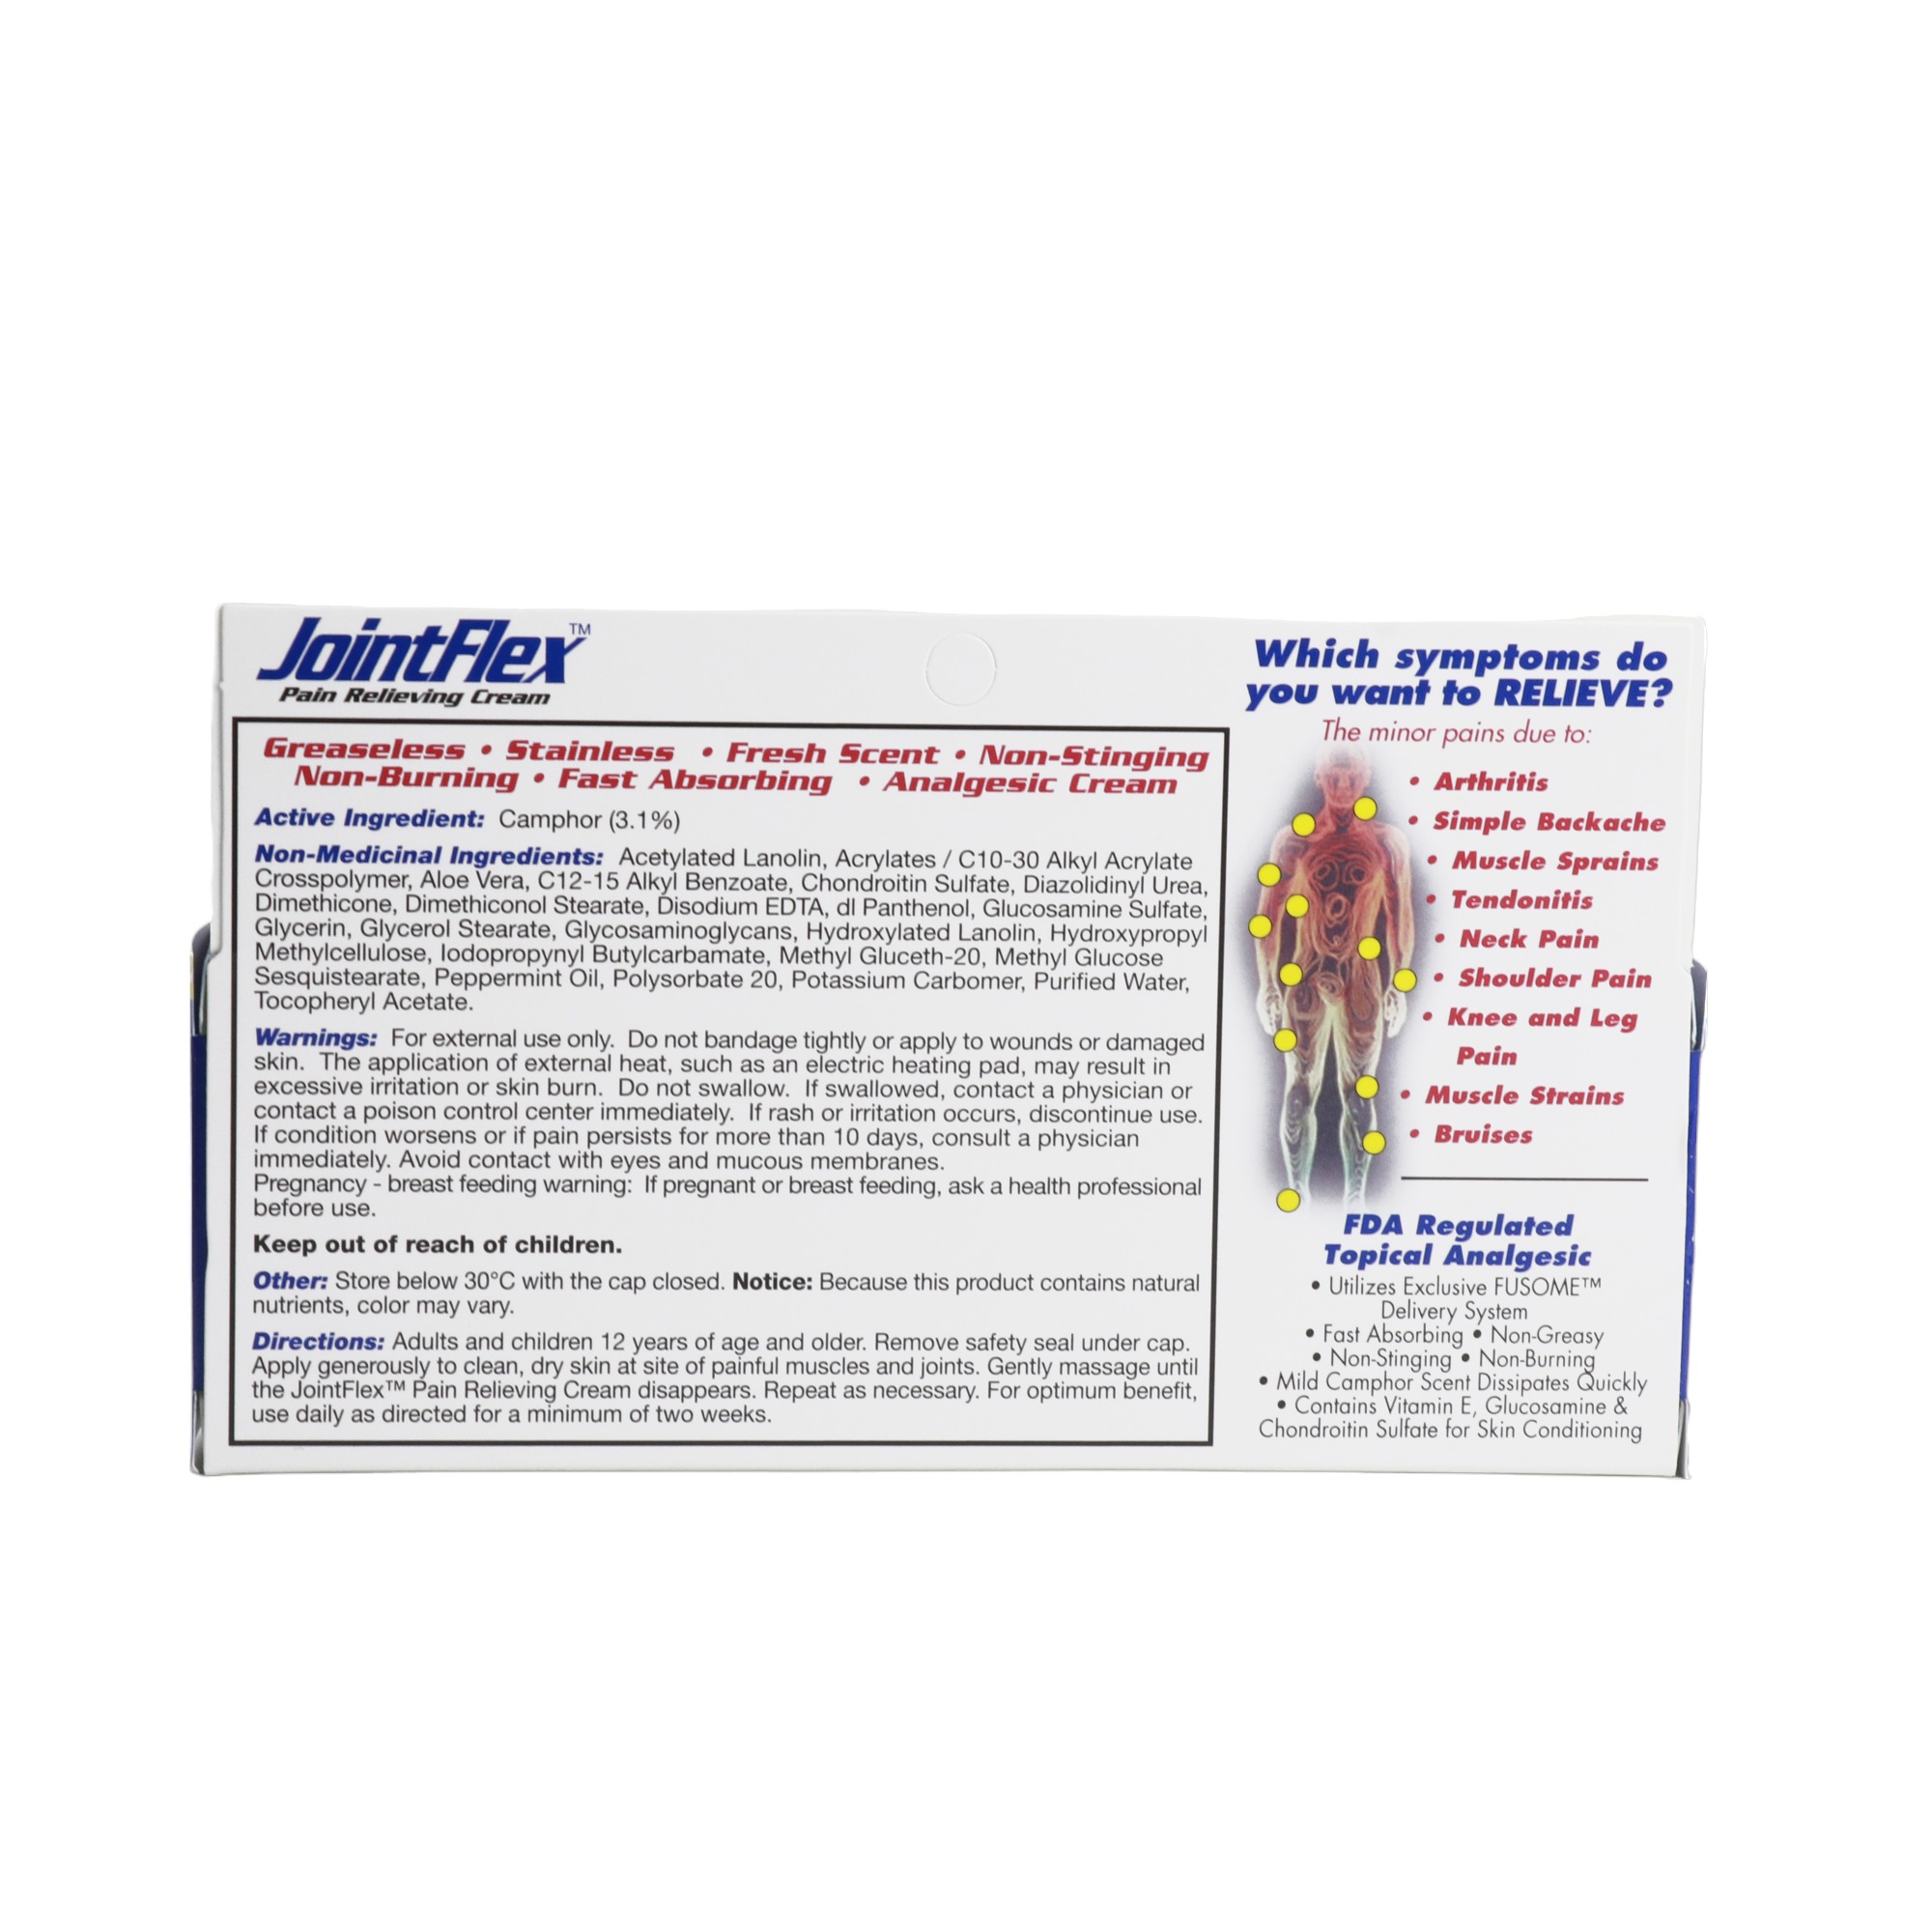 JointFlex™
Pain Relieving Cream
Greaseless • Stainless • Fresh Scent • Non-Stinging
Non-Burning • Fast Absorbing • Analgesic Cream
Active Ingredient: Camphor (3.1%)
Non-Medicinal Ingredients: Acetylated Lanolin, Acrylates / C10-30 Alkyl Acrylate
Crosspolymer, Aloe Vera, C12-15 Alkyl Benzoate, Chondroitin Sulfate, Diazolidinyl Urea,
Dimethicone, Dimethiconol Stearate, Disodium EDTA, dl Panthenol, Glucosamine Sulfate,
Glycerin, Glycerol Stearate, Glycosaminoglycans, Hydroxylated Lanolin, Hydroxypropyl
Methylcellulose, Iodopropynyl Butylcarbamate, Methyl Gluceth-20, Methyl Glucose
Sesquistearate, Peppermint Oil, Polysorbate 20, Potassium Carbomer, Purified Water,
Tocopheryl Acetate.
Warnings: For external use only. Do not bandage tightly or apply to wounds or damaged
skin. The application of external heat, such as an electric heating pad, may result in
excessive irritation or skin burn. Do not swallow. If swallowed, contact a physician or
contact a poison control center immediately. If rash or irritation occurs, discontinue use.
If condition worsens or if pain persists for more than 10 days, consult a physician
immediately. Avoid contact with eyes and mucous membranes.
Pregnancy - breast feeding warning: If pregnant or breast feeding, ask a health professional
before use.
Keep out of reach of children.
Other: Store below 30°C with the cap closed. Notice: Because this product contains natural
nutrients, color may vary.
Directions: Adults and children 12 years of age and older. Remove safety seal under cap.
Apply generously to clean, dry skin at site of painful muscles and joints. Gently massage until
the JointFlex™ Pain Relieving Cream disappears. Repeat as necessary. For optimum benefit,
use daily as directed for a minimum of two weeks.
Which symptoms do
you want to RELIEVE?
The minor pains due to:
• Arthritis
• Simple Backache
• Muscle Sprains
• Tendonitis
• Neck Pain
• Shoulder Pain
• Knee and Leg
Pain
• Muscle Strains
• Bruises
FDA Regulated
Topical Analgesic
• Utilizes Exclusive FUSOME™
Delivery System
• Fast Absorbing • Non-Greasy
• Non-Stinging • Non-Burning
• Mild Camphor Scent Dissipates Quickly
• Contains Vitamin E, Glucosamine &
Chondroitin Sulfate for Skin Conditioning